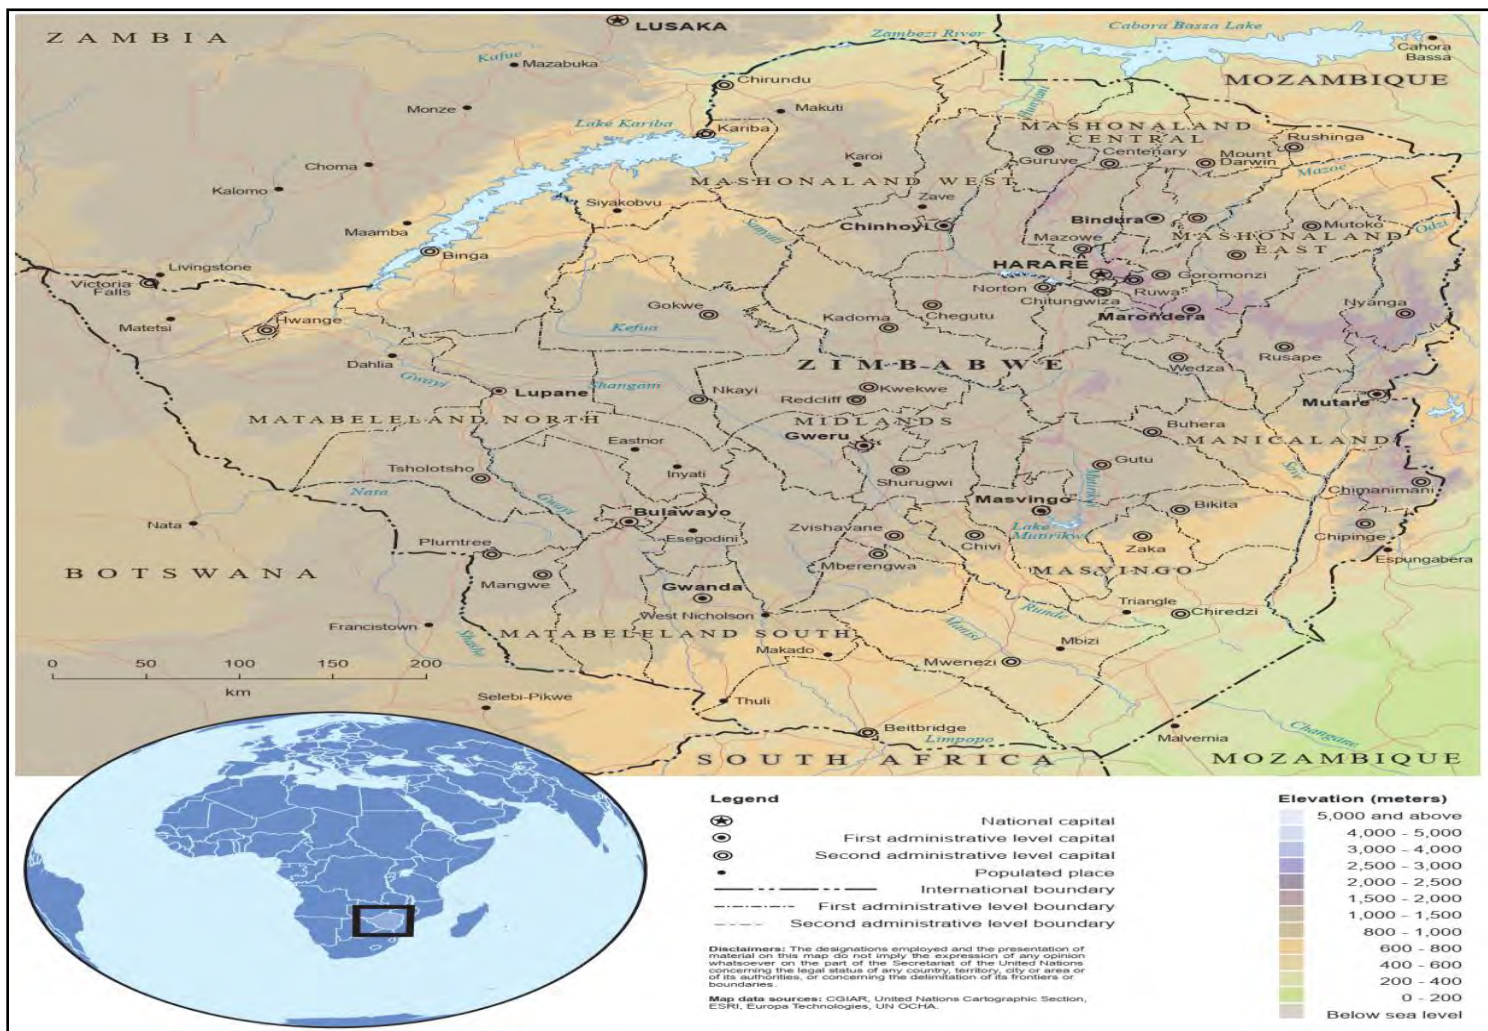 LUSAKA
ZAMBIA
Zambezi River
Cabora Bassa Lake
Cahora
Bassa
Kafue
Mazabuka
MOZAMBIQUE
Chirundu
Monze
Makuti
Lake Kariba
Kariba
MASHONALAND
CENTRAL
Rushinga
Guruve
Centenary
Mount
Darwin
Choma
Karoi
Mazoe
Kalomo
MASHONALAND WEST
Siyakobvu
Zave
Maamba
Sanyati
Chinhoyi
Bindura
Mutoko
Odzi
MASHONALAND
EAST
Mazowe
Binga
Livingstone
HARARE
Goromonzi
Victoria
Falls
Norton
Ruwa
Chitungwiza
Matetsi
Hwange
Gokwe
Chegutu
Marondera
Nyanga
Kadoma
Kefua
Rusape
Dahlia
ZIMBABWE
Wedza
Gwayi
Lupane
Shangani
Nkayi
Kwekwe
Redcliff
Mutare
MATABELELAND NORTH
MIDLANDS
Buhera
Gweru
MANICALAND
Eastnor
Tsholotsho
Inyati
Gutu
Shurugwi
Save
Mutirikwi
Chimanimani
Nata
Gwayi
Masvingo
Bikita
Nata
Bulawayo
Zvishavane
Lake
Mutirikwi
Chipinge
Esegodini
Chivi
Zaka
Plumtree
Mberengwa
Espungabera
BOTSWANA
Mangwe
MASVINGO
Gwanda
West Nicholson
Runde
Triangle
Chiredzi
Francistown
MATABELELAND SOUTH
Shashe
Makado
Mbizi
Mwenezi
0 50 100 150 200
km
Selebi-Pikwe
Thuli
Beitbridge
Limpopo
Malvernia
Changane
SOUTH AFRICA
MOZAMBIQUE
Legend
National capital
First administrative level capital
Second administrative level capital
Populated place
International boundary
First administrative level boundary
Second administrative level boundary
Disclaimers: The designations employed and the presentation of
material on this map do not imply the expression of any opinion
whatsoever on the part of the Secretariat of the United Nations
concerning the legal status of any country, territory, city or area or
of its authorities, or concerning the delimitation of its frontiers or
boundaries.
Map data sources: CGIAR, United Nations Cartographic Section,
ESRI, Europa Technologies, UN OCHA.
Elevation (meters)
5,000 and above
4,000 - 5,000
3,000 - 4,000
2,500 - 3,000
2,000 - 2,500
1,500 - 2,000
1,000 - 1,500
800 - 1,000
600 - 800
400 - 600
200 - 400
0 - 200
Below sea level